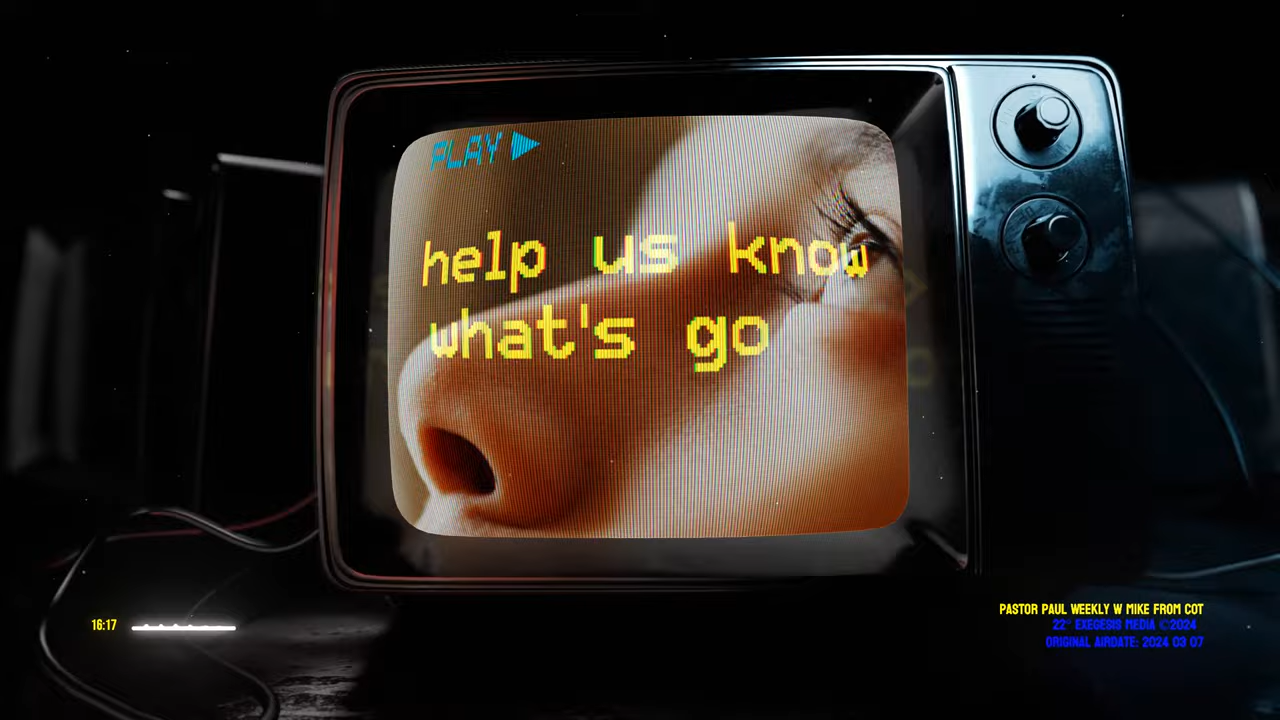 PLAY
help us know
what's go
16:17
PASTOR PAUL WEEKLY W MIKE FROM COT
22° EXEGESIS MEDIA ©2024
ORIGINAL AIRDATE: 2024 03 07